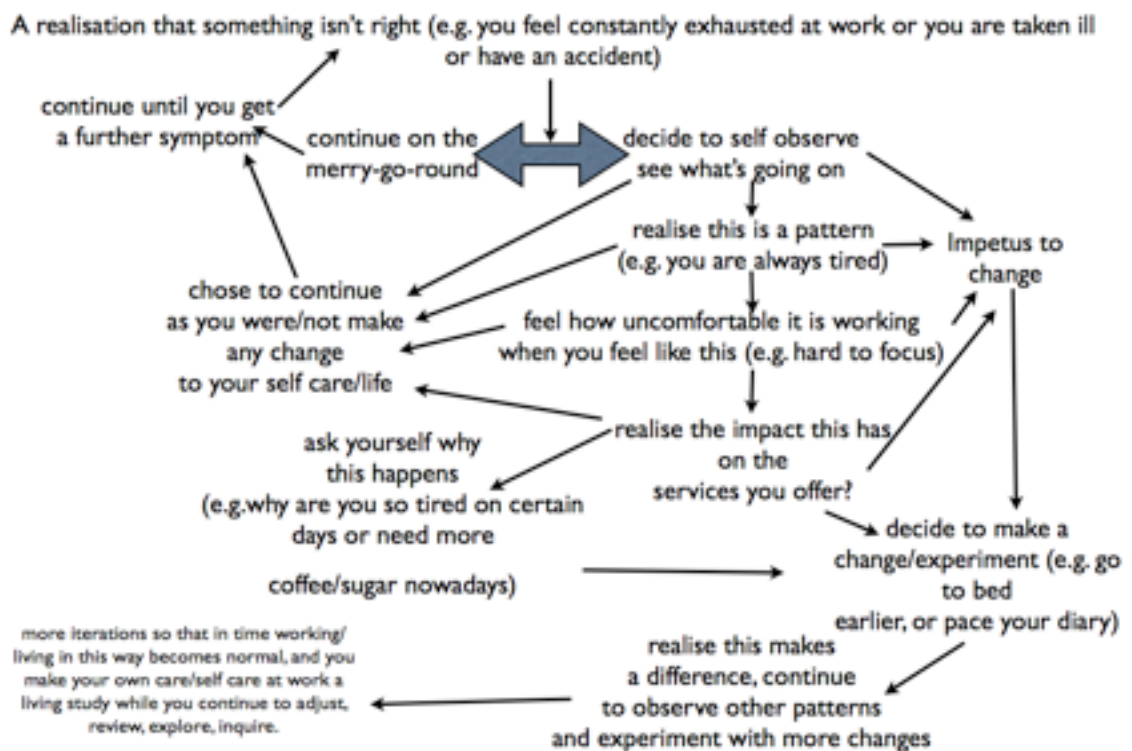 A realisation that something isn't right (e.g. you feel constantly exhausted at work or you are taken ill
or have an accident)
continue until you get
a further symptom
continue on the
merry-go-round
decide to self observe
see what's going on
realise this is a pattern
(e.g. you are always tired)
Impetus to
change
chose to continue
as you were/not make
any change
to your self care/life
feel how uncomfortable it is working
when you feel like this (e.g. hard to focus)
realise the impact this has
on the
services you offer?
ask yourself why
this happens
(e.g.why are you so tired on certain
days or need more
coffee/sugar nowadays)
decide to make a
change/experiment (e.g. go
to bed
earlier, or pace your diary)
realise this makes
a difference, continue
to observe other patterns
and experiment with more changes
more iterations so that in time working/
living in this way becomes normal, and you
make your own care/self care at work a
living study while you continue to adjust,
review, explore, inquire.